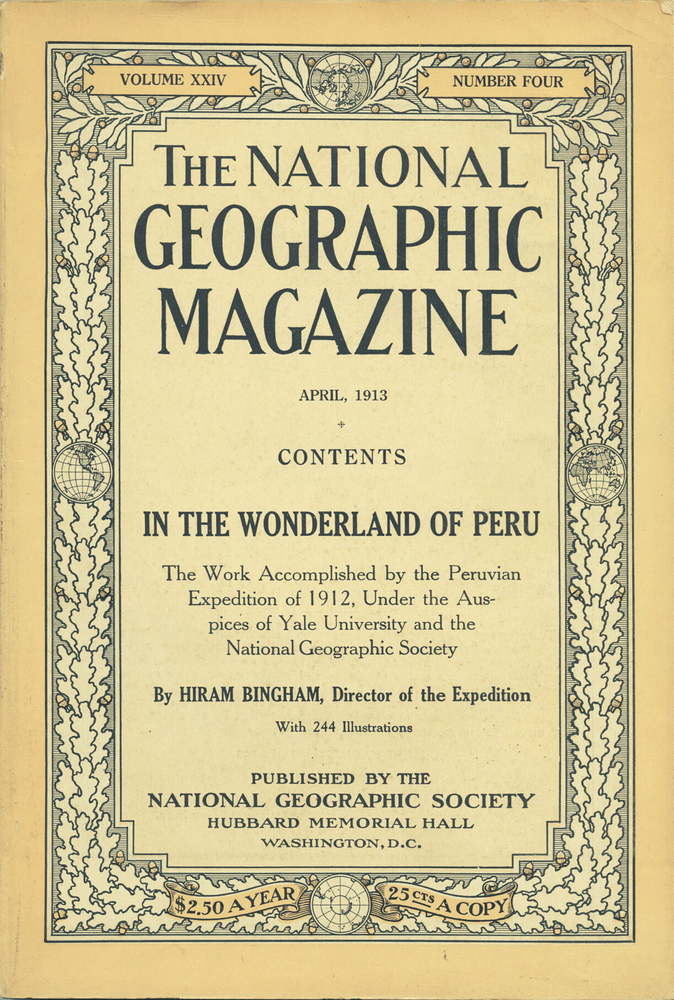 VOLUME XXIV
NUMBER FOUR
THE NATIONAL
GEOGRAPHIC
MAGAZINE
APRIL, 1913
CONTENTS
IN THE WONDERLAND OF PERU
The Work Accomplished by the Peruvian
Expedition of 1912, Under the Aus-
pices of Yale University and the
National Geographic Society
By HIRAM BINGHAM, Director of the Expedition
With 244 Illustrations
PUBLISHED BY THE
NATIONAL GEOGRAPHIC SOCIETY
HUBBARD MEMORIAL HALL
WASHINGTON, D.C.
$2.50 A YEAR
25 CTS A COPY